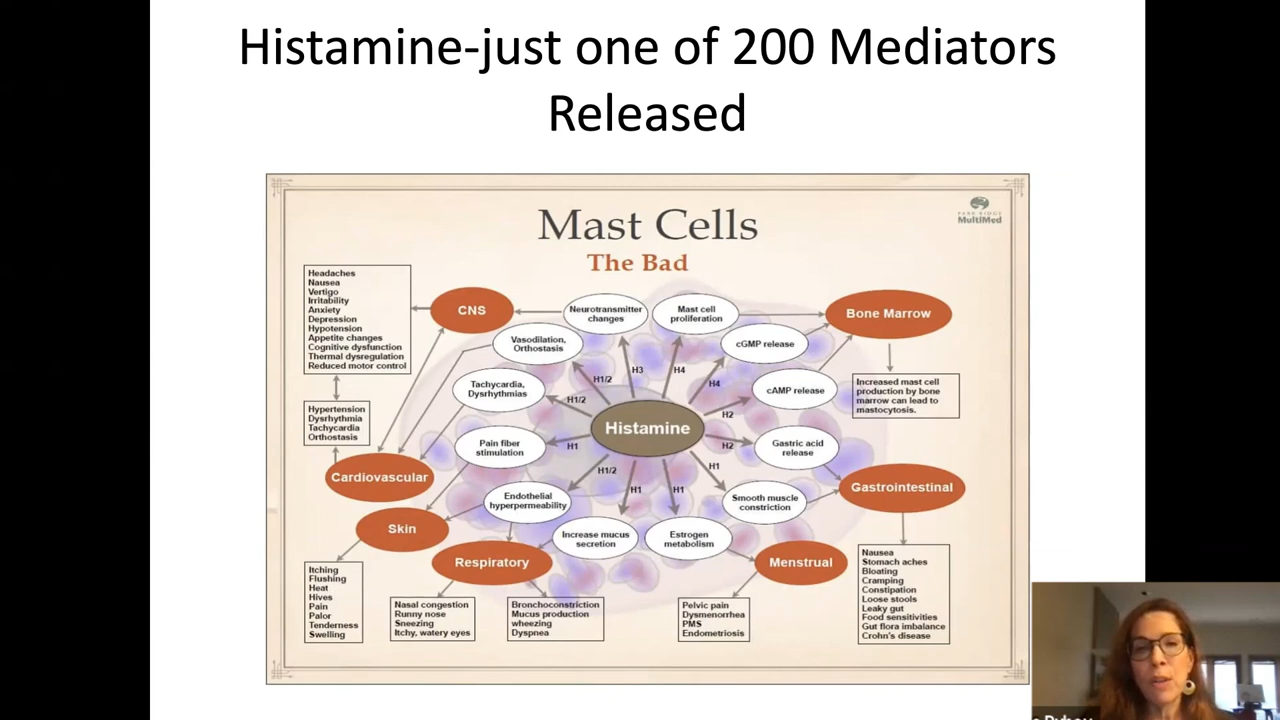 Histamine-just one of 200 Mediators
Released
PARK RIDGE
MultiMed
Mast Cells
The Bad
Headaches
Nausea
Vertigo
Irritability
Anxiety
Depression
Hypotension
Appetite changes
Cognitive dysfunction
Thermal dysregulation
Reduced motor control
CNS
Neurotransmitter
changes
Mast cell
proliferation
Bone Marrow
Vasodilation,
Orthostasis
cGMP release
H1/2
H3
H4
H4
Tachycardia,
Dysrhythmias
cAMP release
Increased mast cell
production by bone
marrow can lead to
mastocytosis.
H1/2
H2
Hypertension
Dysrhythmia
Tachycardia
Orthostasis
Histamine
Pain fiber
stimulation
H1
H2
Gastric acid
release
Cardiovascular
H1/2
H1
H1
H1
Gastrointestinal
Endothelial
hyperpermeability
Smooth muscle
constriction
Skin
Increase mucus
secretion
Estrogen
metabolism
Respiratory
Menstrual
Itching
Flushing
Heat
Hives
Pain
Palor
Tenderness
Swelling
Nasal congestion
Runny nose
Sneezing
Itchy, watery eyes
Bronchoconstriction
Mucus production
wheezing
Dyspnea
Pelvic pain
Dysmenorrhea
PMS
Endometriosis
Nausea
Stomach aches
Bloating
Cramping
Constipation
Loose stools
Leaky gut
Food sensitivities
Gut flora imbalance
Crohn's disease